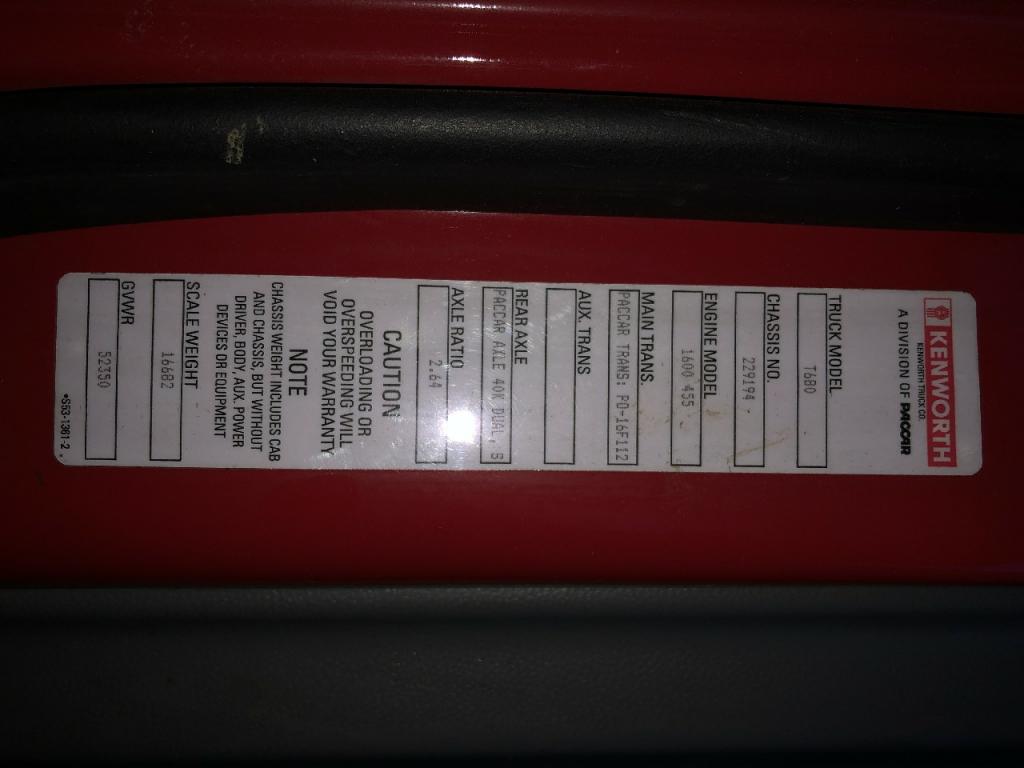 KENWORTH
KENWORTH TRUCK CO.
A DIVISION OF PACCAR
TRUCK MODEL
T680
CHASSIS NO.
229194
ENGINE MODEL
1600 455
MAIN TRANS.
PACCAR TRANS: PO-16F112
AUX. TRANS
REAR AXLE
PACCAR AXLE 40K DUAL, S
AXLE RATIO
2.64
CAUTION
OVERLOADING OR
OVERSPEEDING WILL
VOID YOUR WARRANTY
NOTE
CHASSIS WEIGHT INCLUDES CAB
AND CHASSIS, BUT WITHOUT
DRIVER, BODY, AUX. POWER
DEVICES OR EQUIPMENT
SCALE WEIGHT
16682
GVWR
52350
•S53-1361-2